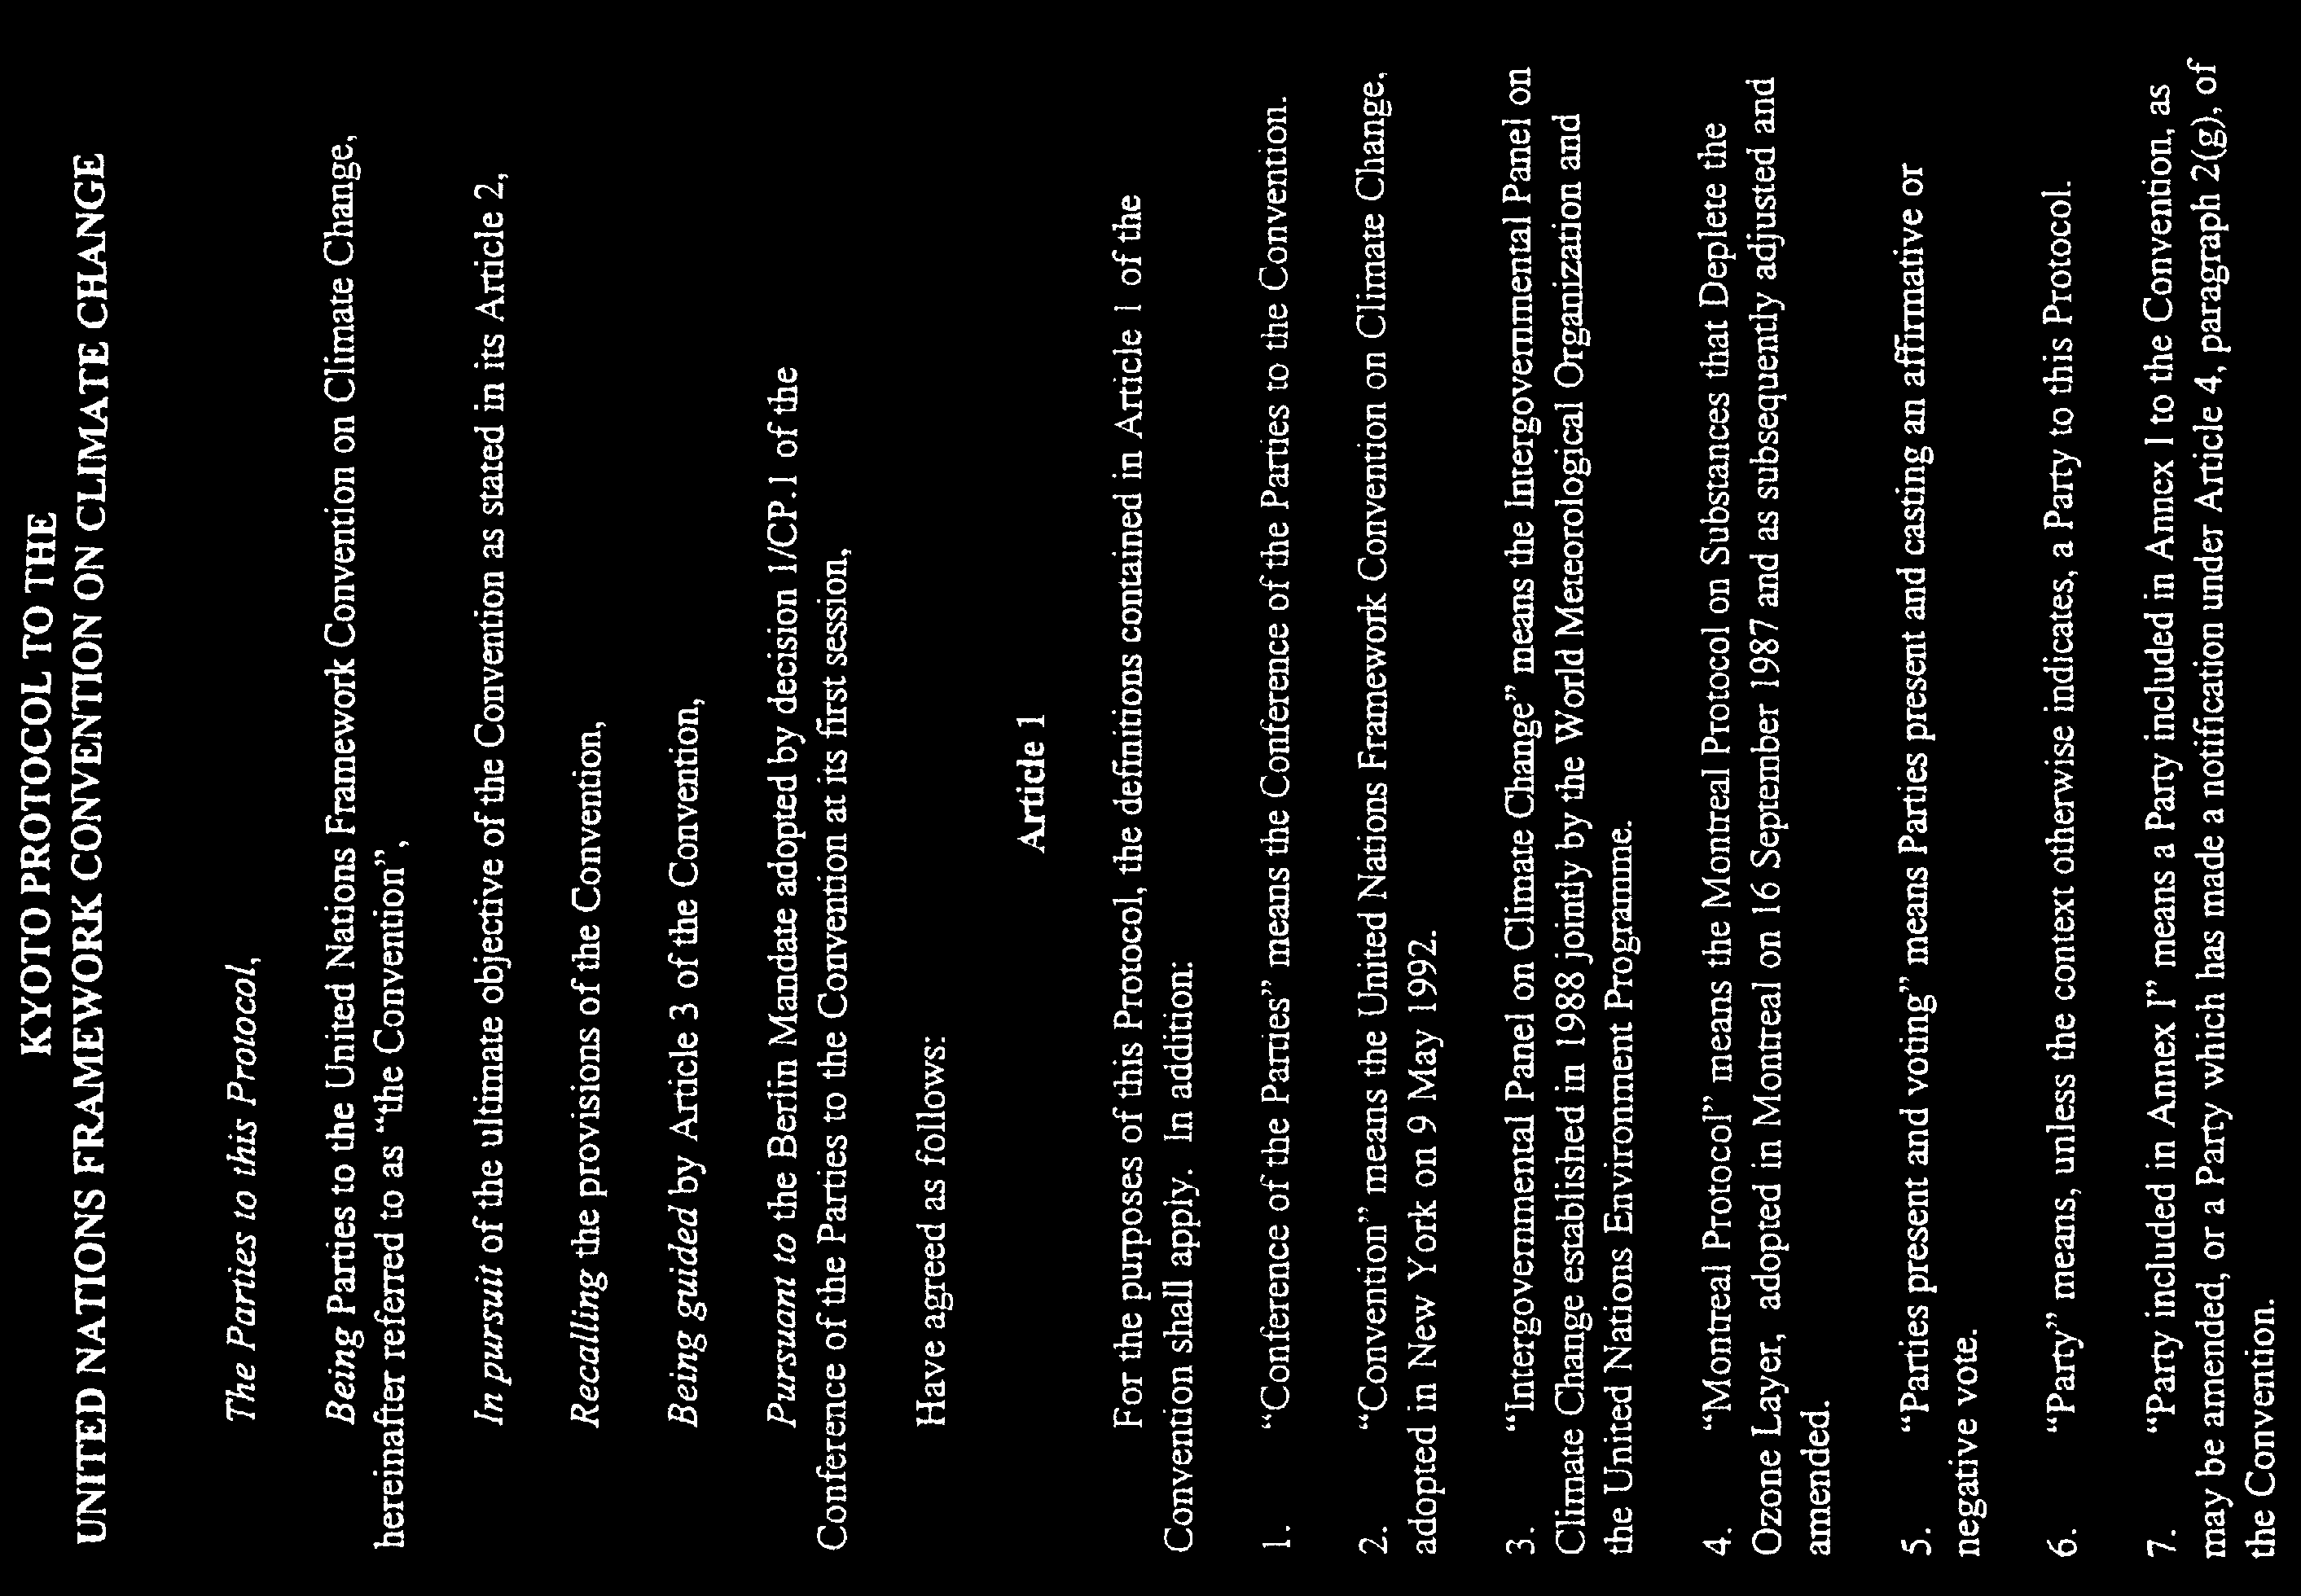 KYOTO PROTOCOL TO THE
UNITED NATIONS FRAMEWORK CONVENTION ON CLIMATE CHANGE
The Parties to this Protocol,
Being Parties to the United Nations Framework Convention on Climate Change,
hereinafter referred to as “the Convention”,
In pursuit of the ultimate objective of the Convention as stated in its Article 2,
Recalling the provisions of the Convention,
Being guided by Article 3 of the Convention,
Pursuant to the Berlin Mandate adopted by decision 1/CP.1 of the
Conference of the Parties to the Convention at its first session,
Have agreed as follows:
Article 1
For the purposes of this Protocol, the definitions contained in Article 1 of the
Convention shall apply. In addition:
1. “Conference of the Parties” means the Conference of the Parties to the Convention.
2. “Convention” means the United Nations Framework Convention on Climate Change,
adopted in New York on 9 May 1992.
3. “Intergovernmental Panel on Climate Change” means the Intergovernmental Panel on
Climate Change established in 1988 jointly by the World Meteorological Organization and
the United Nations Environment Programme.
4. “Montreal Protocol” means the Montreal Protocol on Substances that Deplete the
Ozone Layer, adopted in Montreal on 16 September 1987 and as subsequently adjusted and
amended.
5. “Parties present and voting” means Parties present and casting an affirmative or
negative vote.
6. “Party” means, unless the context otherwise indicates, a Party to this Protocol.
7. “Party included in Annex I” means a Party included in Annex I to the Convention, as
may be amended, or a Party which has made a notification under Article 4, paragraph 2(g), of
the Convention.